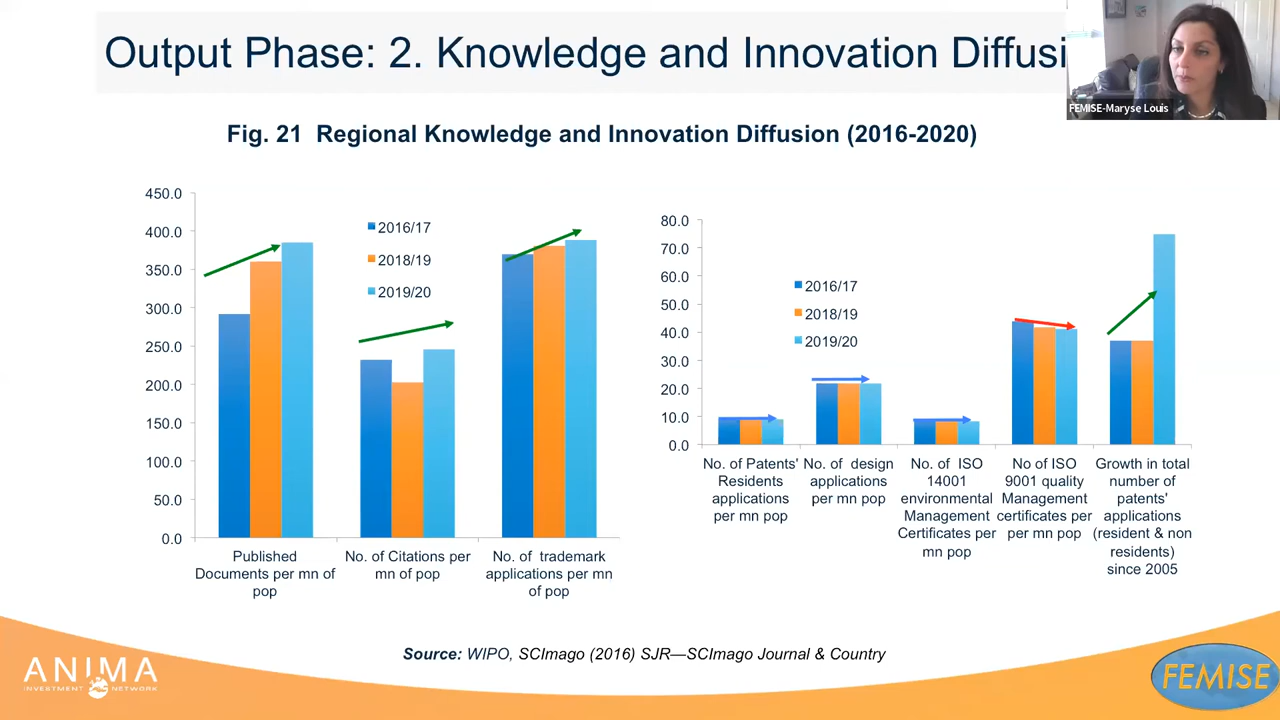 Output Phase: 2. Knowledge and Innovation Diffusi
FEMISE-Maryse Louis
Fig. 21 Regional Knowledge and Innovation Diffusion (2016-2020)
450.0
400.0
350.0
300.0
250.0
200.0
150.0
100.0
50.0
0.0
2016/17
2018/19
2019/20
Published
Documents per mn of
pop
No. of Citations per
mn of pop
No. of trademark
applications per mn
of pop
80.0
70.0
60.0
50.0
40.0
30.0
20.0
10.0
0.0
2016/17
2018/19
2019/20
No. of Patents'
Residents
applications
per mn pop
No. of design
applications
per mn pop
No. of ISO
14001
environmental
Management
Certificates per
mn pop
No of ISO
9001 quality
Management
certificates per
per mn pop
Growth in total
number of
patents'
applications
(resident & non
residents)
since 2005
Source: WIPO, SCImago (2016) SJR—SCImago Journal & Country
ANIMA
INVESTMENT NETWORK
FEMISE